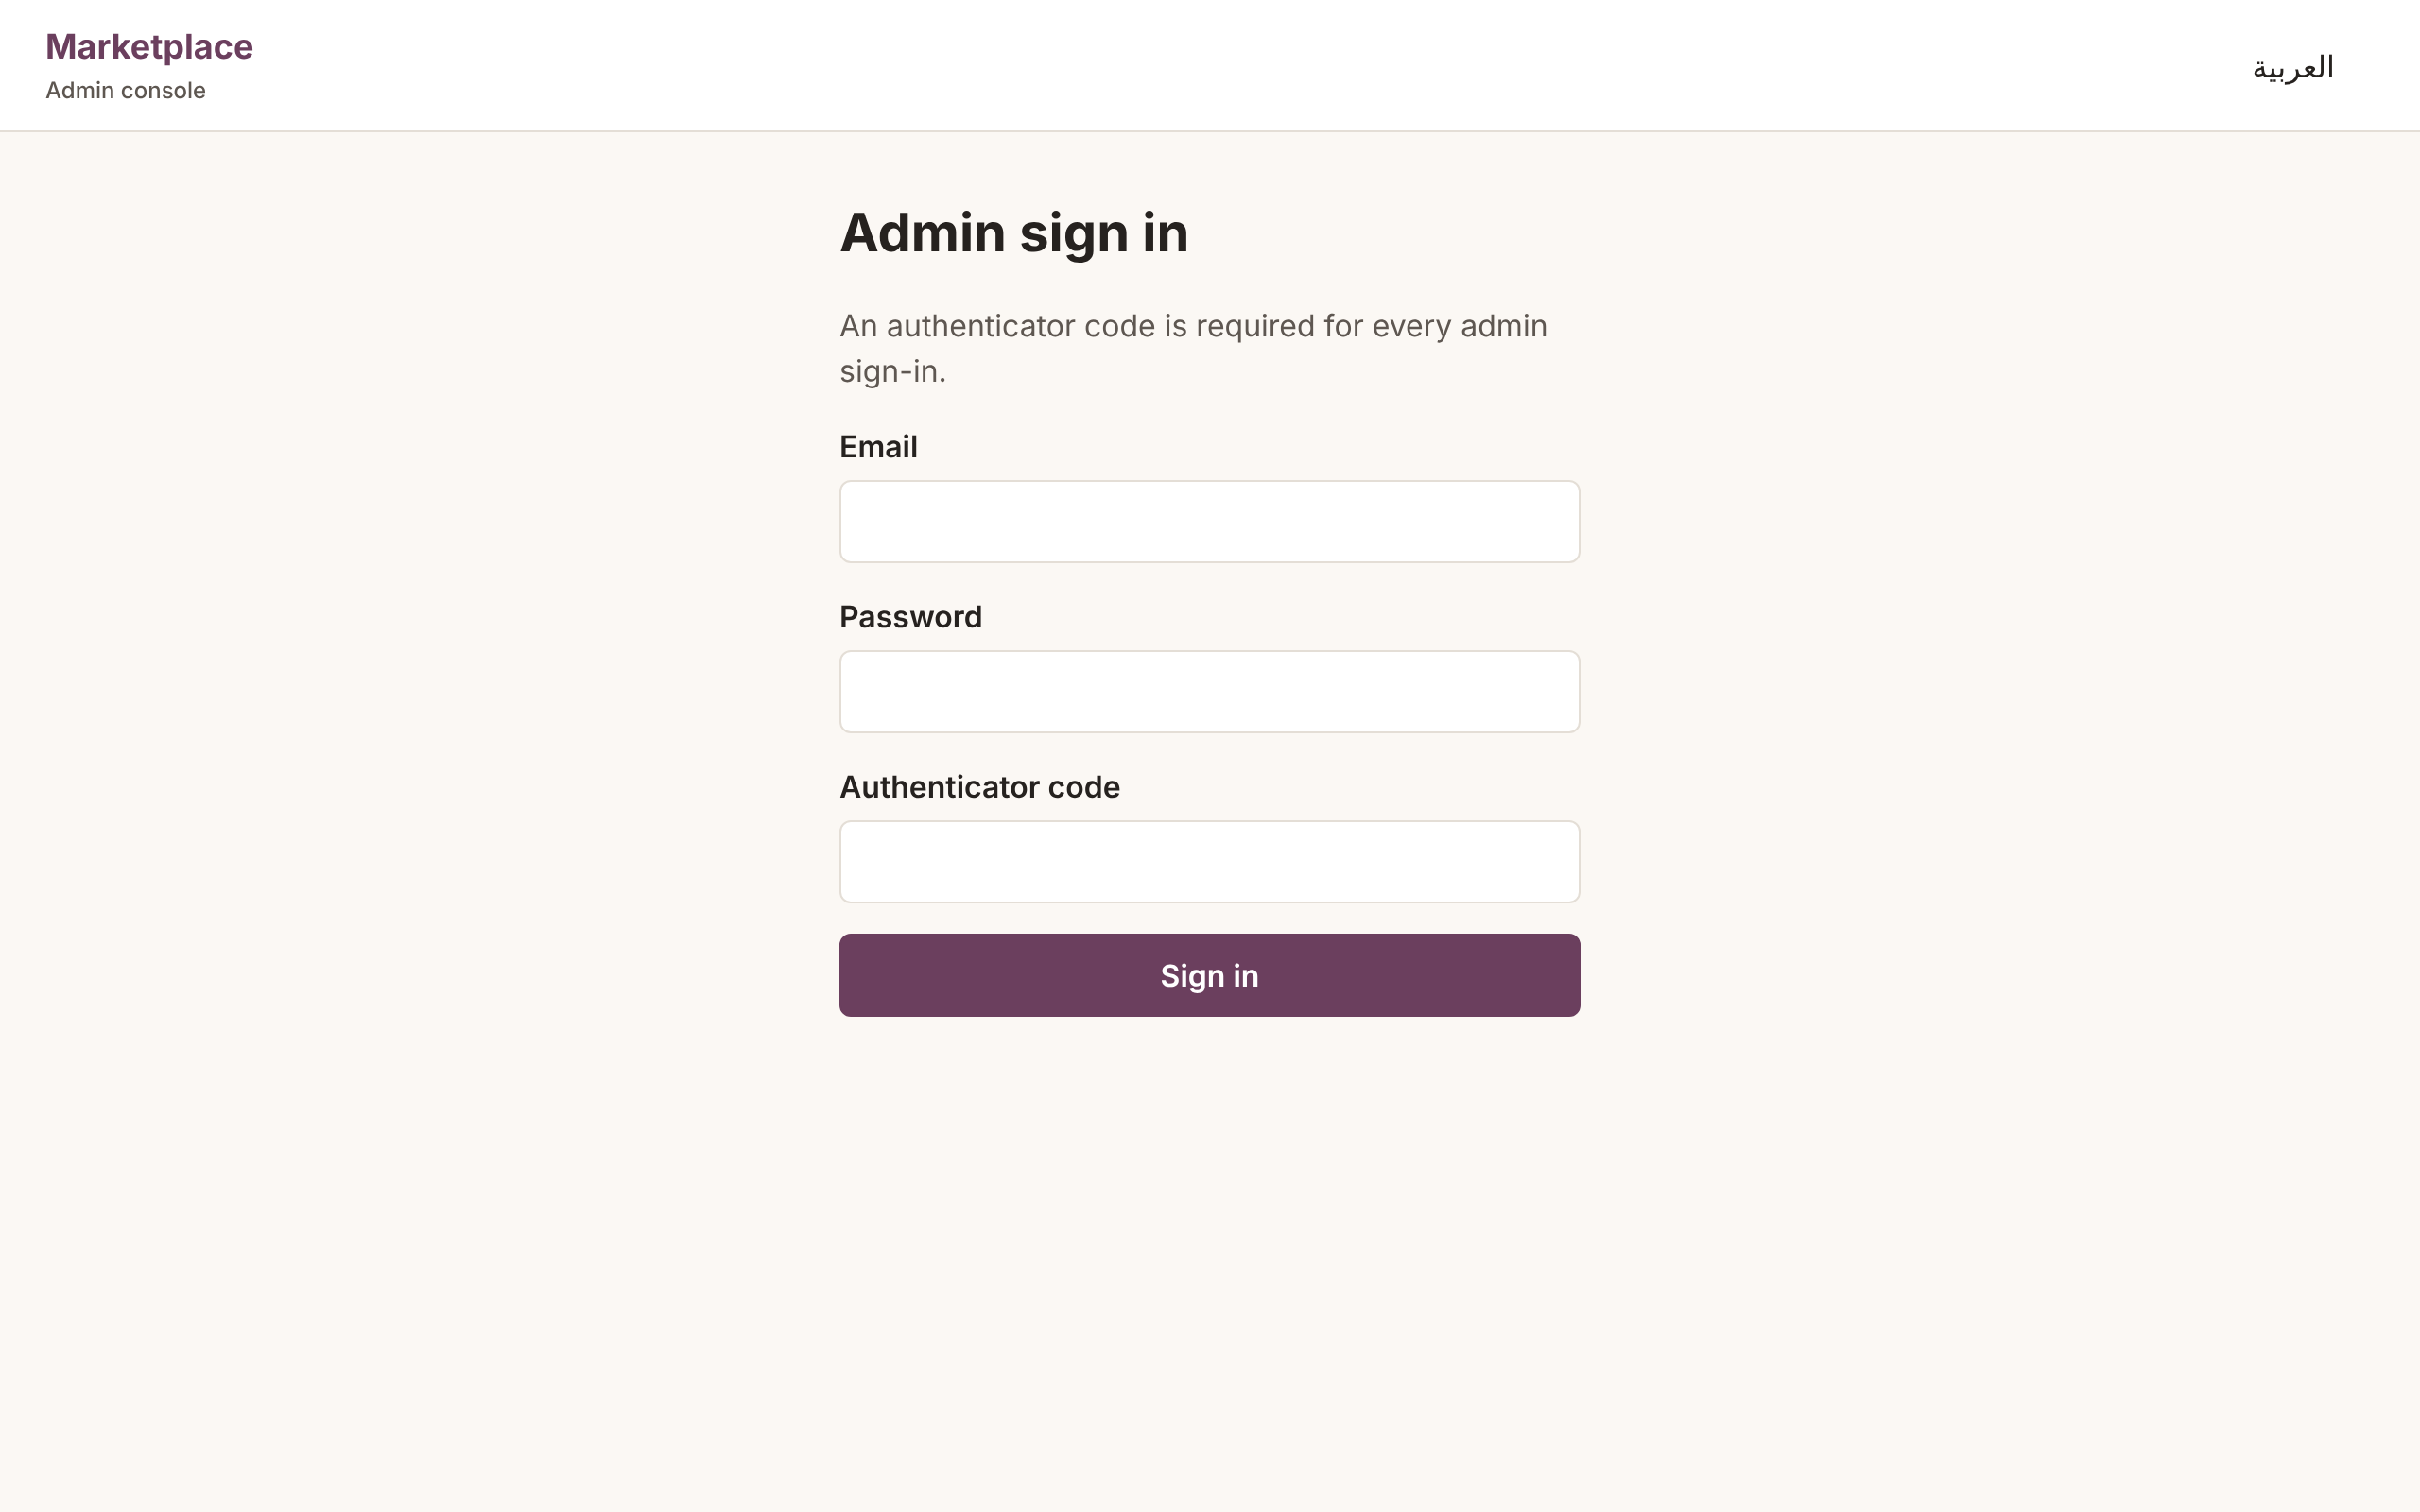 Marketplace
Admin console
العربية
Admin sign in
An authenticator code is required for every admin
sign-in.
Email
Password
Authenticator code
Sign in